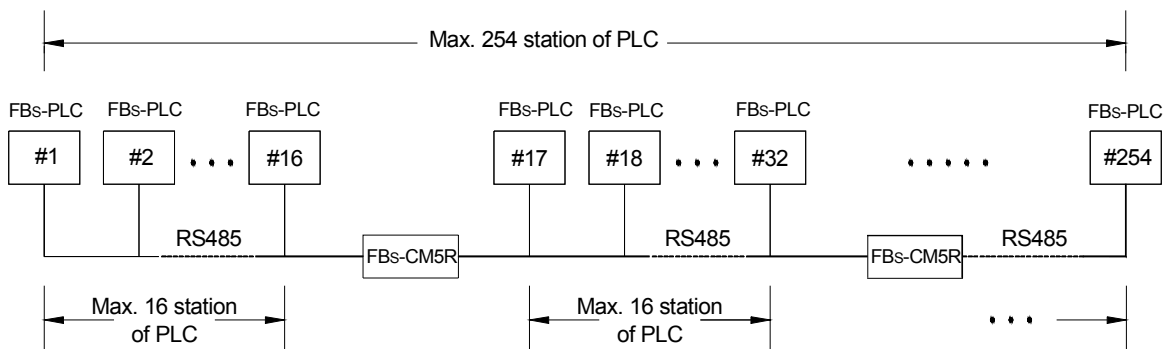 Max. 254 station of PLC
FBs-PLC FBs-PLC FBs-PLC FBs-PLC FBs-PLC FBs-PLC FBs-PLC
#1 #2 • • • #16 #17 #18 • • • #32 • • • • • #254
RS485 RS485 RS485
FBs-CM5R FBs-CM5R
Max. 16 station
of PLC
Max. 16 station
of PLC
• • •